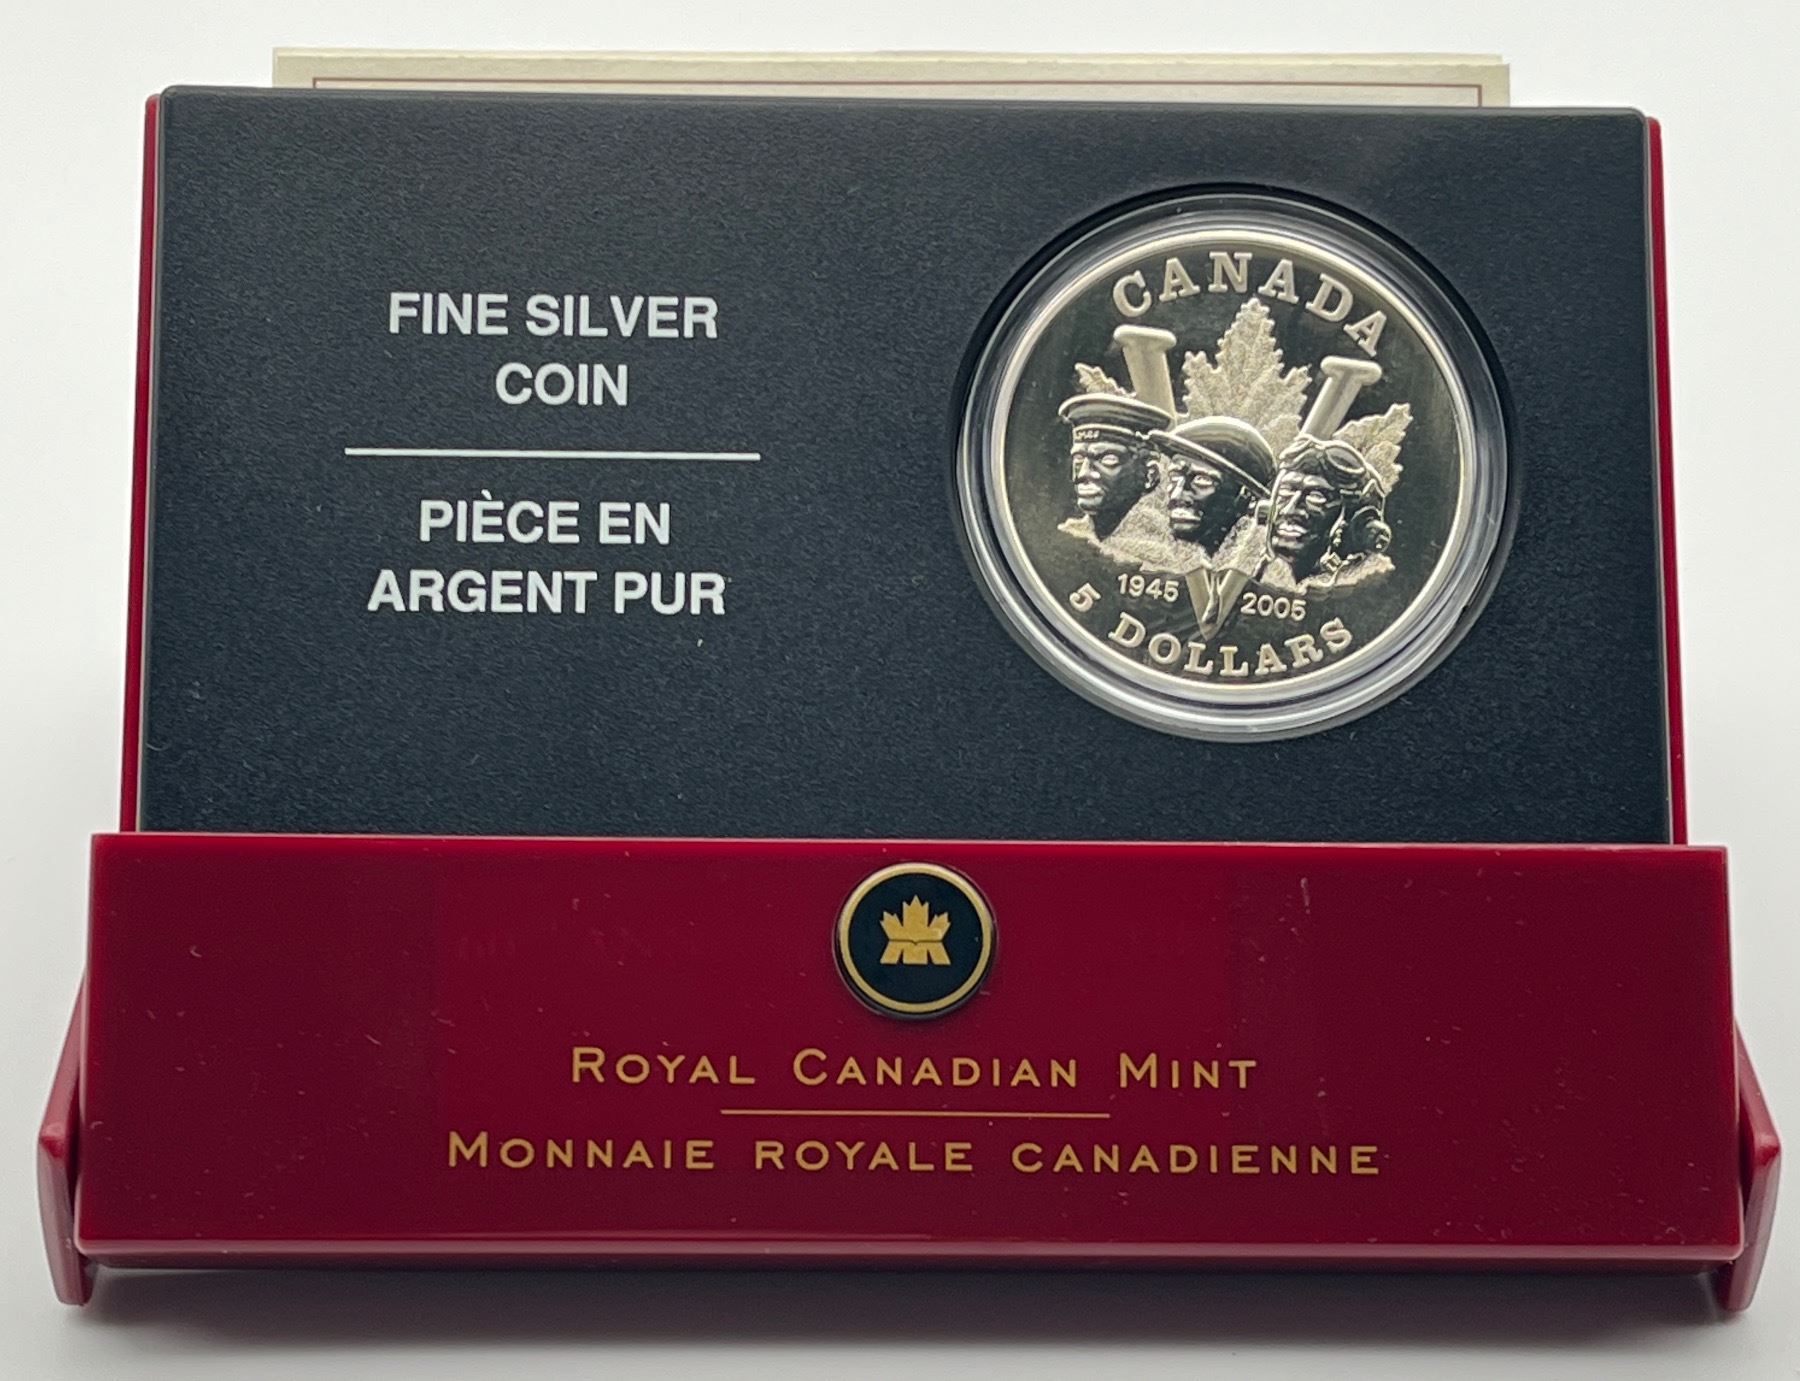 FINE SILVER
COIN
PIÈCE EN
ARGENT PUR
CANADA
1945 2005
5 DOLLARS
ROYAL CANADIAN MINT
MONNAIE ROYALE CANADIENNE